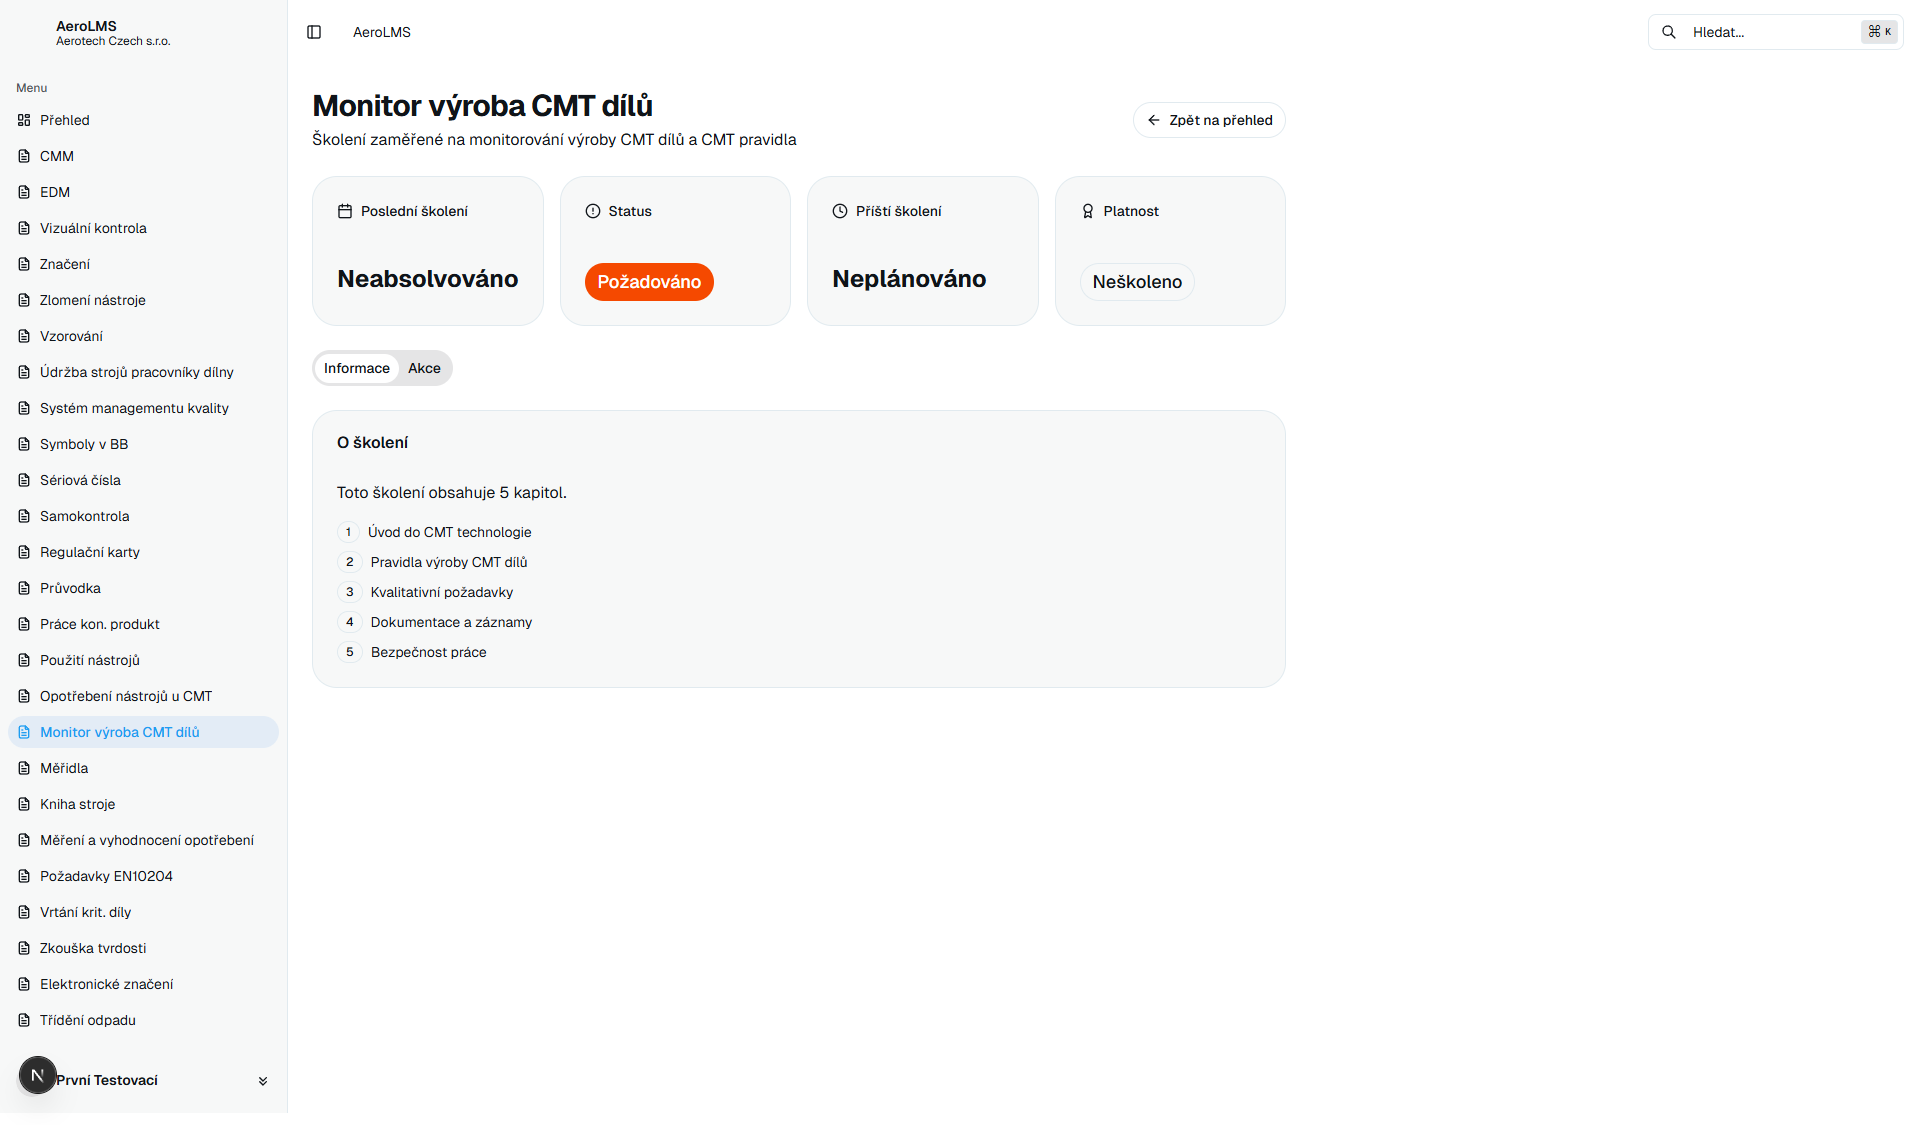 AeroLMS
Aerotech Czech s.r.o.
Menu
Přehled
CMM
EDM
Vizuální kontrola
Značení
Zlomení nástroje
Vzorování
Údržba strojů pracovníky dílny
Systém managementu kvality
Symboly v BB
Sériová čísla
Samokontrola
Regulační karty
Průvodka
Práce kon. produkt
Použití nástrojů
Opotřebení nástrojů u CMT
Monitor výroba CMT dílů
Měřidla
Kniha stroje
Měření a vyhodnocení opotřebení
Požadavky EN10204
Vrtání krit. díly
Zkouška tvrdosti
Elektronické značení
Třídění odpadu
N
První Testovací
AeroLMS
Hledat...
⌘ K
Monitor výroba CMT dílů
Školení zaměřené na monitorování výroby CMT dílů a CMT pravidla
Zpět na přehled
Poslední školení
Neabsolvováno
Status
Požadováno
Příští školení
Neplánováno
Platnost
Neškoleno
Informace
Akce
O školení
Toto školení obsahuje 5 kapitol.
1 Úvod do CMT technologie
2 Pravidla výroby CMT dílů
3 Kvalitativní požadavky
4 Dokumentace a záznamy
5 Bezpečnost práce